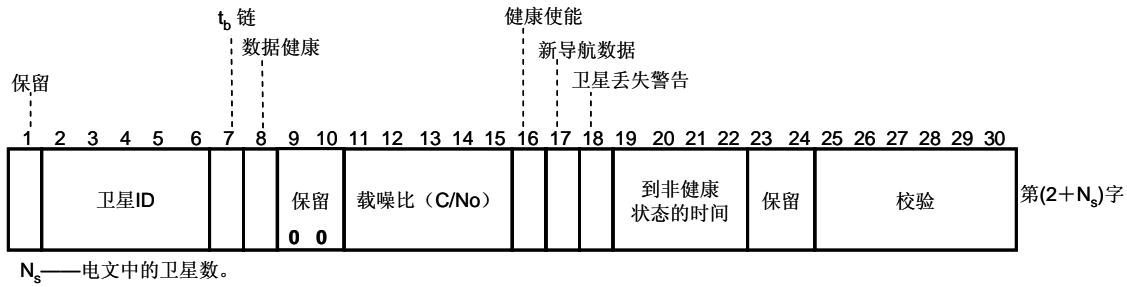 t_b 链
健康使能
数据健康
新导航数据
保留
卫星丢失警告
1 2 3 4 5 6 7 8 9 10 11 12 13 14 15 16 17 18 19 20 21 22 23 24 25 26 27 28 29 30
卫星ID
保留
0 0
载噪比（C/No）
到非健康
状态的时间
保留
校验
第(2＋N_s)字
N_s——电文中的卫星数。